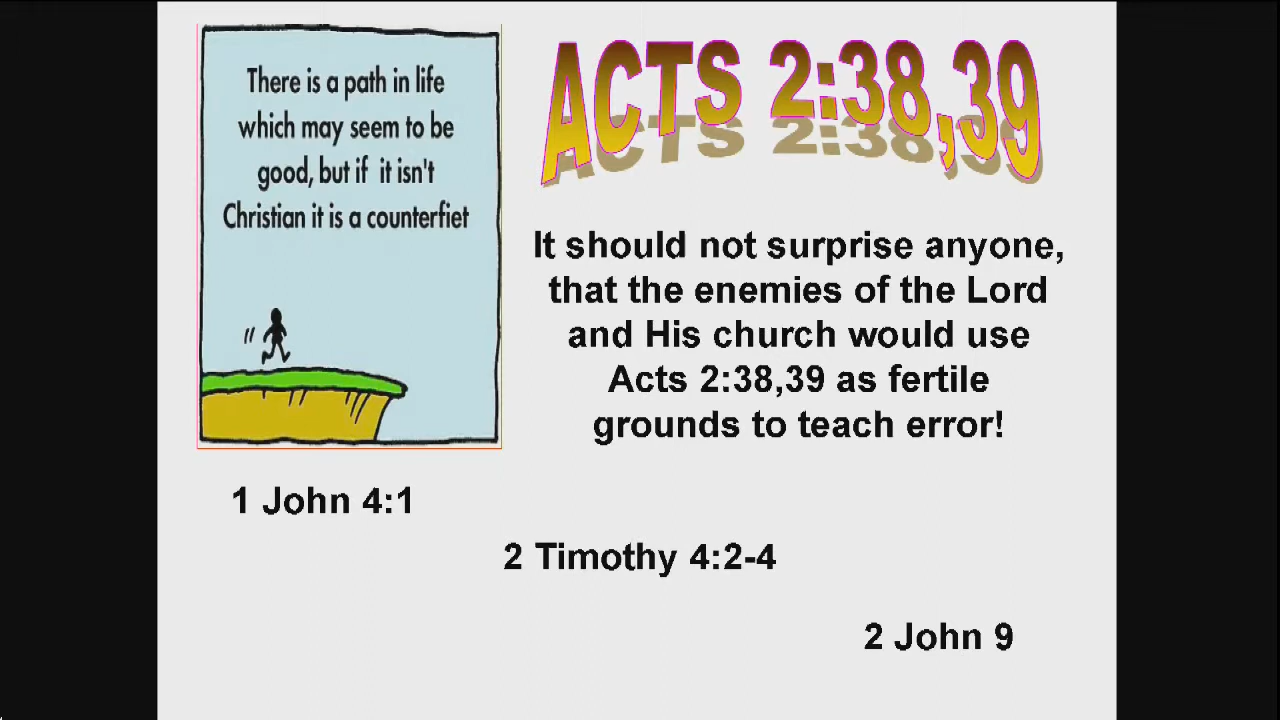 There is a path in life
which may seem to be
good, but if it isn't
Christian it is a counterfiet
ACTS 2:38,39
It should not surprise anyone,
that the enemies of the Lord
and His church would use
Acts 2:38,39 as fertile
grounds to teach error!
1 John 4:1
2 Timothy 4:2-4
2 John 9